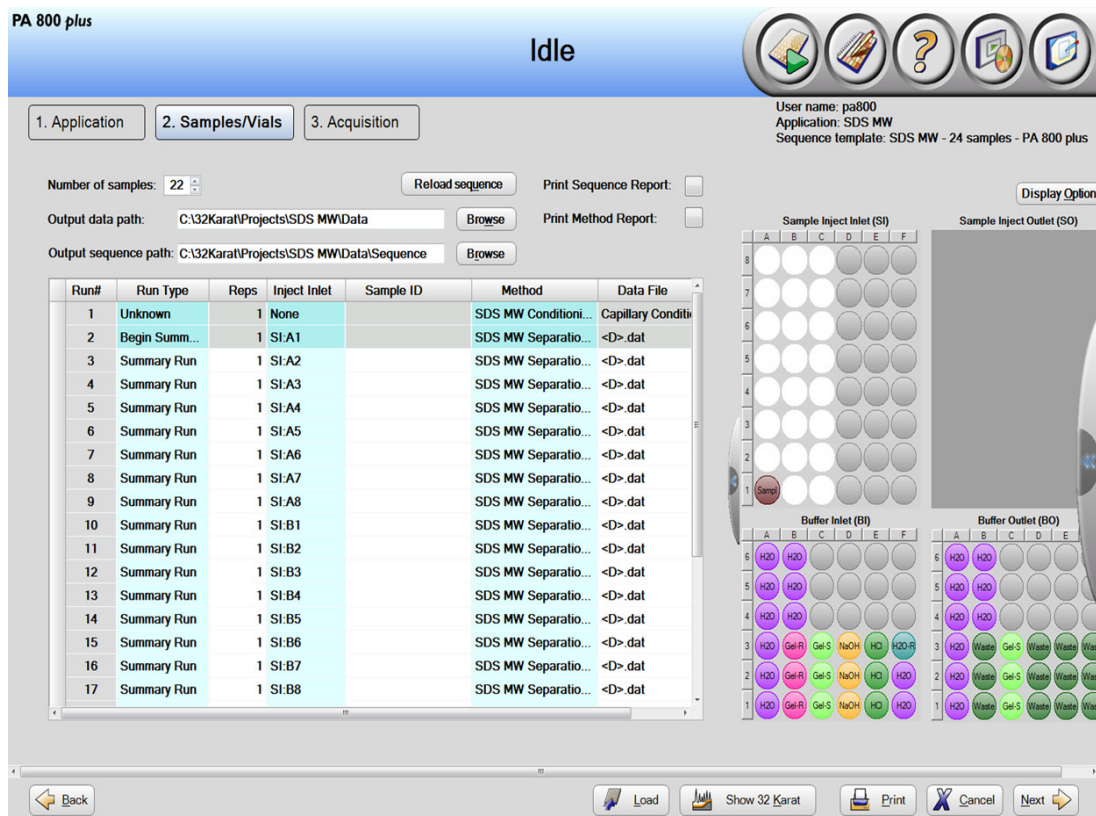 PA 800 plus
Idle
1. Application
2. Samples/Vials
3. Acquisition
User name: pa800
Application: SDS MW
Sequence template: SDS MW - 24 samples - PA 800 plus
Number of samples: 22
Reload sequence
Print Sequence Report:
Output data path: C:\32Karat\Projects\SDS MW\Data
Browse
Print Method Report:
Output sequence path: C:\32Karat\Projects\SDS MW\Data\Sequence
Browse
Display Option
Run# Run Type Reps Inject Inlet Sample ID Method Data File
1 Unknown 1 None SDS MW Conditioni... Capillary Conditi
2 Begin Summ... 1 SI:A1 SDS MW Separatio... <D>.dat
3 Summary Run 1 SI:A2 SDS MW Separatio... <D>.dat
4 Summary Run 1 SI:A3 SDS MW Separatio... <D>.dat
5 Summary Run 1 SI:A4 SDS MW Separatio... <D>.dat
6 Summary Run 1 SI:A5 SDS MW Separatio... <D>.dat
7 Summary Run 1 SI:A6 SDS MW Separatio... <D>.dat
8 Summary Run 1 SI:A7 SDS MW Separatio... <D>.dat
9 Summary Run 1 SI:A8 SDS MW Separatio... <D>.dat
10 Summary Run 1 SI:B1 SDS MW Separatio... <D>.dat
11 Summary Run 1 SI:B2 SDS MW Separatio... <D>.dat
12 Summary Run 1 SI:B3 SDS MW Separatio... <D>.dat
13 Summary Run 1 SI:B4 SDS MW Separatio... <D>.dat
14 Summary Run 1 SI:B5 SDS MW Separatio... <D>.dat
15 Summary Run 1 SI:B6 SDS MW Separatio... <D>.dat
16 Summary Run 1 SI:B7 SDS MW Separatio... <D>.dat
17 Summary Run 1 SI:B8 SDS MW Separatio... <D>.dat
Sample Inject Inlet (SI)
A B C D E F
8
7
6
5
4
3
2
1 Sampl
Sample Inject Outlet (SO)
Buffer Inlet (BI)
A B C D E F
6 H2O H2O
5 H2O H2O
4 H2O H2O
3 H2O Gel-R Gel-S NaOH HCl H2O-R
2 H2O Gel-R Gel-S NaOH HCl H2O
1 H2O Gel-R Gel-S NaOH HCl H2O
Buffer Outlet (BO)
A B C D E
6 H2O H2O
5 H2O H2O
4 H2O H2O
3 H2O Waste Gel-S Waste Waste Was
2 H2O Waste Gel-S Waste Waste Was
1 H2O Waste Gel-S Waste Waste Was
Back
Load
Show 32 Karat
Print
Cancel
Next